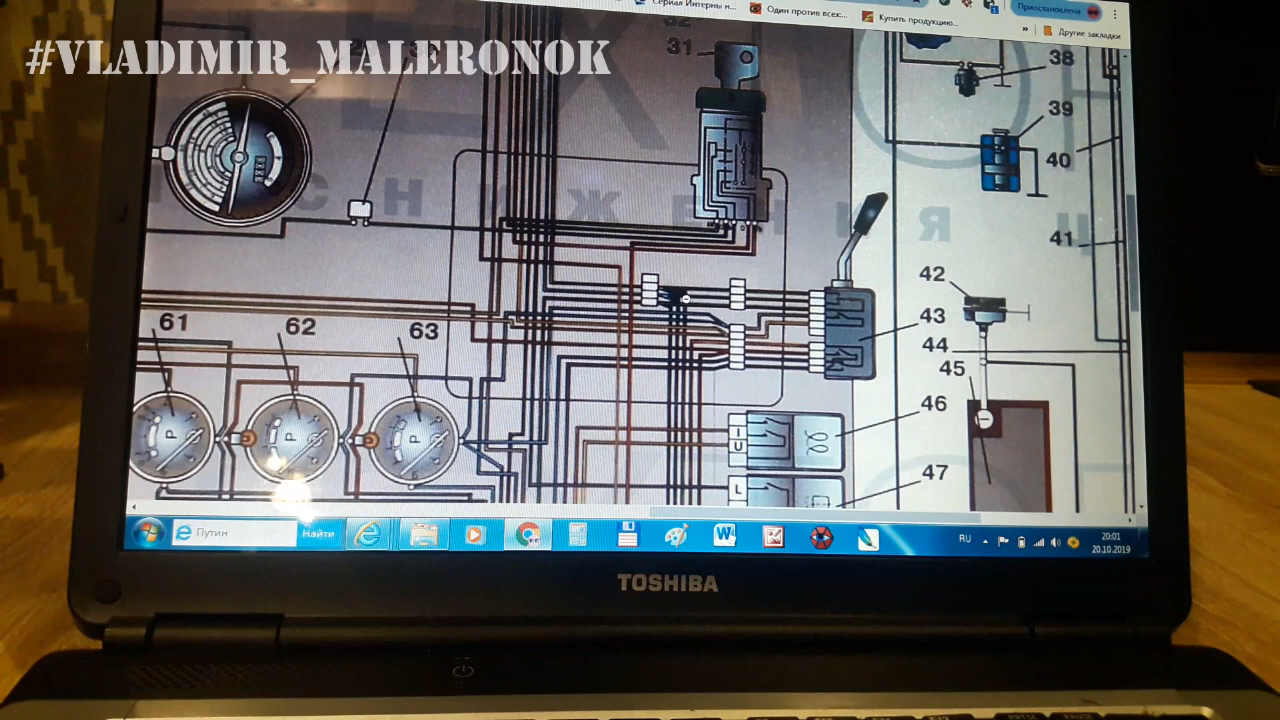 #VLADIMIR_MALERONOK
Приостановлена
Сериал Интерны н...
Один против всех:...
Купить продукцию...
»
Другие закладки
31
38
39
40
41
42
43
44
45
46
47
61
62
63
С Н И Ж Е Н И Я Ц
P
P
I
U
L
Путин
Найти
RU
20:01
20.10.2019
TOSHIBA